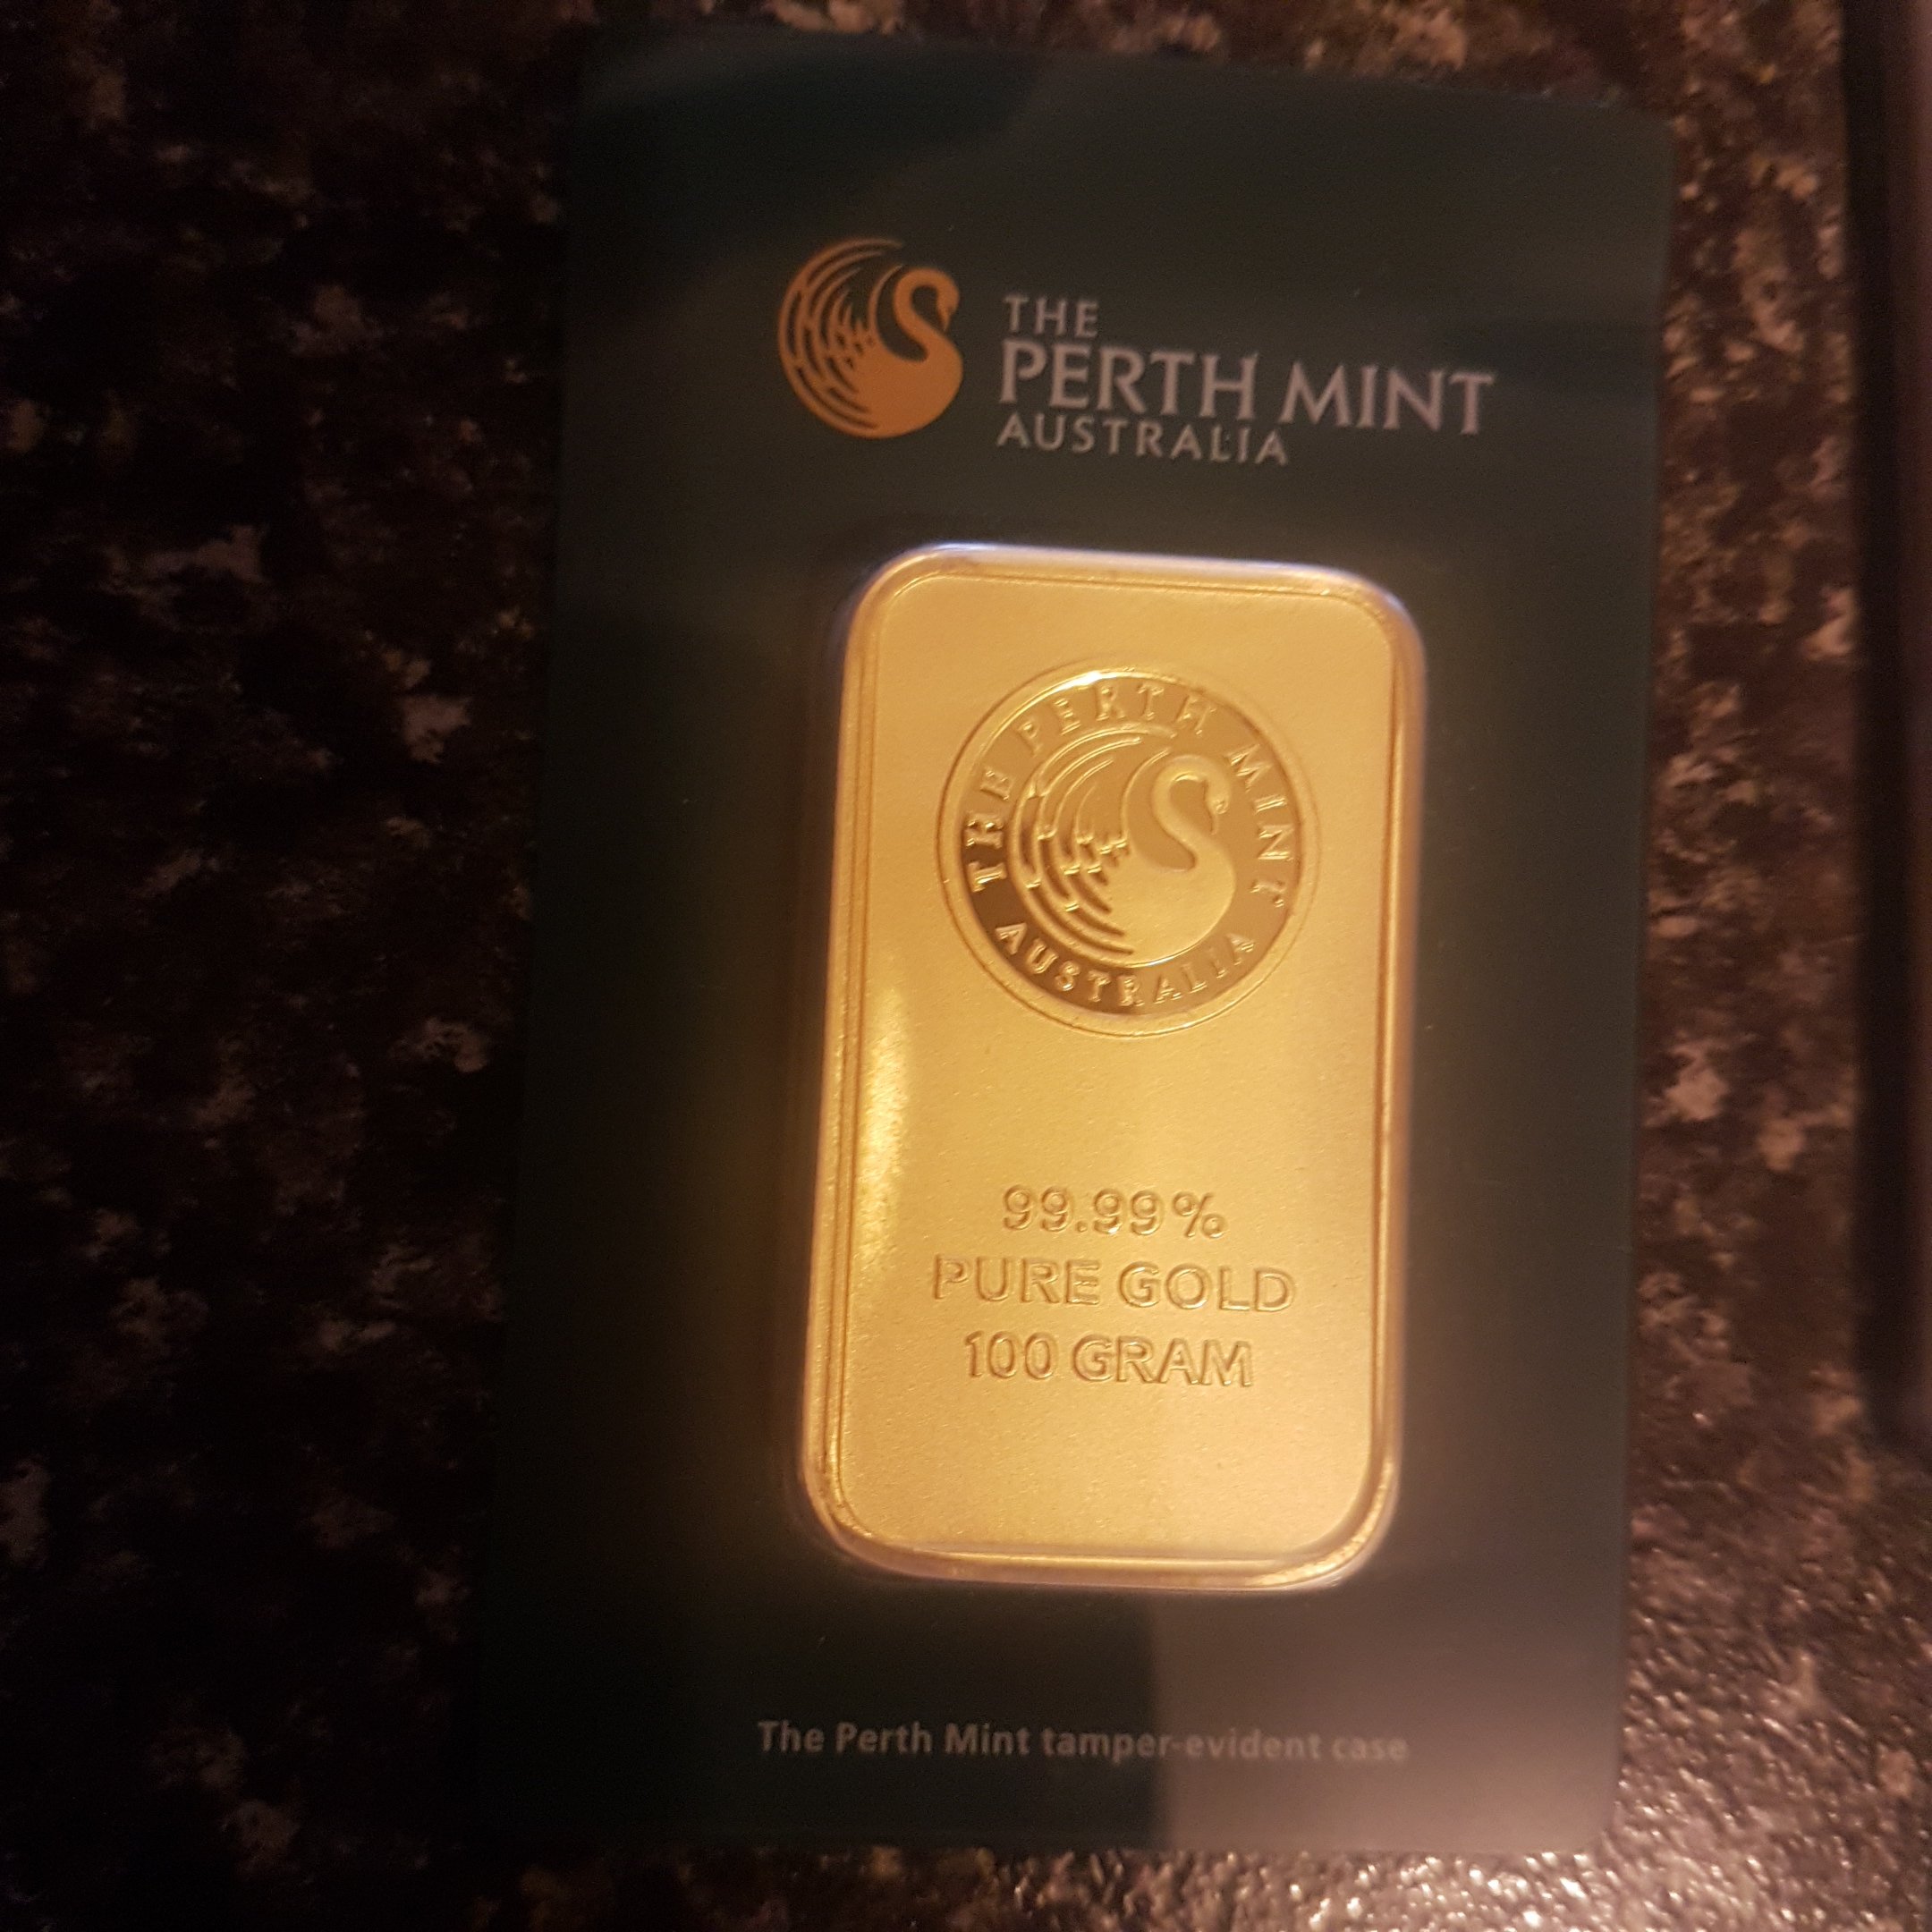 THE
PERTH MINT
AUSTRALIA
THE PERTH MINT
AUSTRALIA
99.99%
PURE GOLD
100 GRAM
The Perth Mint tamper-evident case